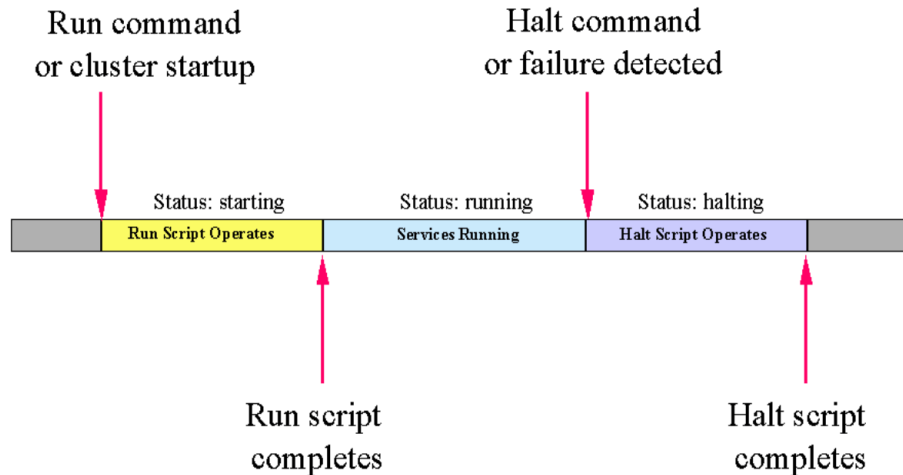 Run command
or cluster startup
Halt command
or failure detected
Status: starting
Status: running
Status: halting
Run Script Operates
Services Running
Halt Script Operates
Run script
completes
Halt script
completes